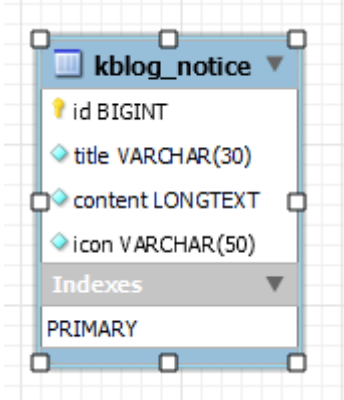 kblog_notice
id BIGINT
title VARCHAR(30)
content LONGTEXT
icon VARCHAR(50)
Indexes
PRIMARY